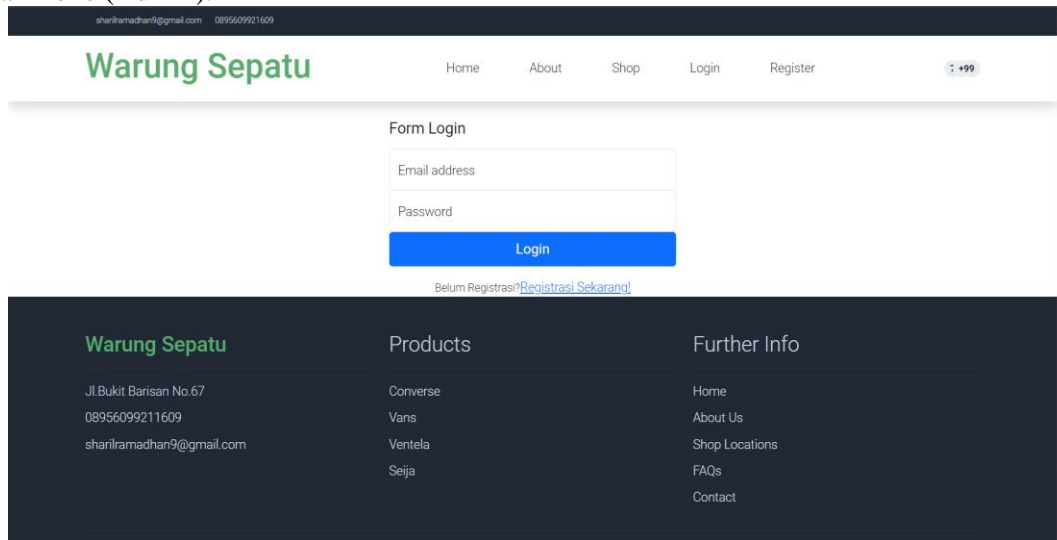 sharilramadhan9@gmail.com 0895609921609
Warung Sepatu Home About Shop Login Register +99
Form Login
Email address
Password
Login
Belum Registrasi?Registrasi Sekarang!
Warung Sepatu Products Further Info
Jl.Bukit Barisan No.67 Converse Home
08956099211609 Vans About Us
sharilramadhan9@gmail.com Ventela Shop Locations
Seija FAQs
Contact